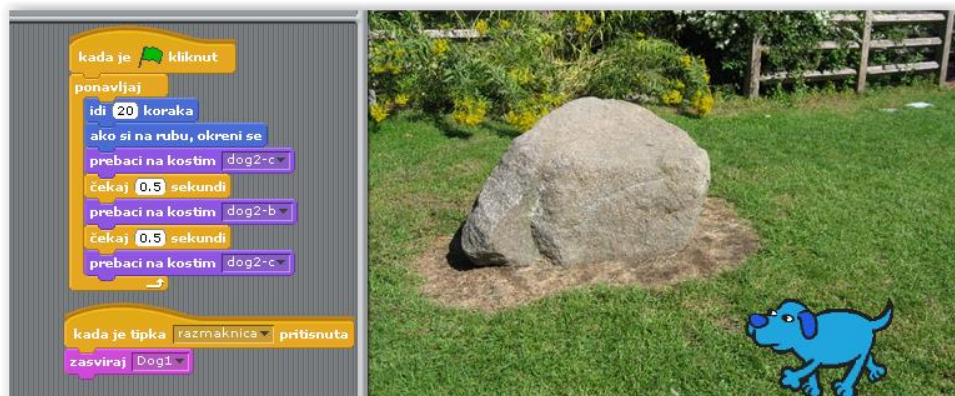 kada je kliknut
ponavljaj
idi 20 koraka
ako si na rubu, okreni se
prebaci na kostim dog2-c
čekaj 0.5 sekundi
prebaci na kostim dog2-b
čekaj 0.5 sekundi
prebaci na kostim dog2-c
kada je tipka razmaknica pritisnuta
zasviraj Dog1